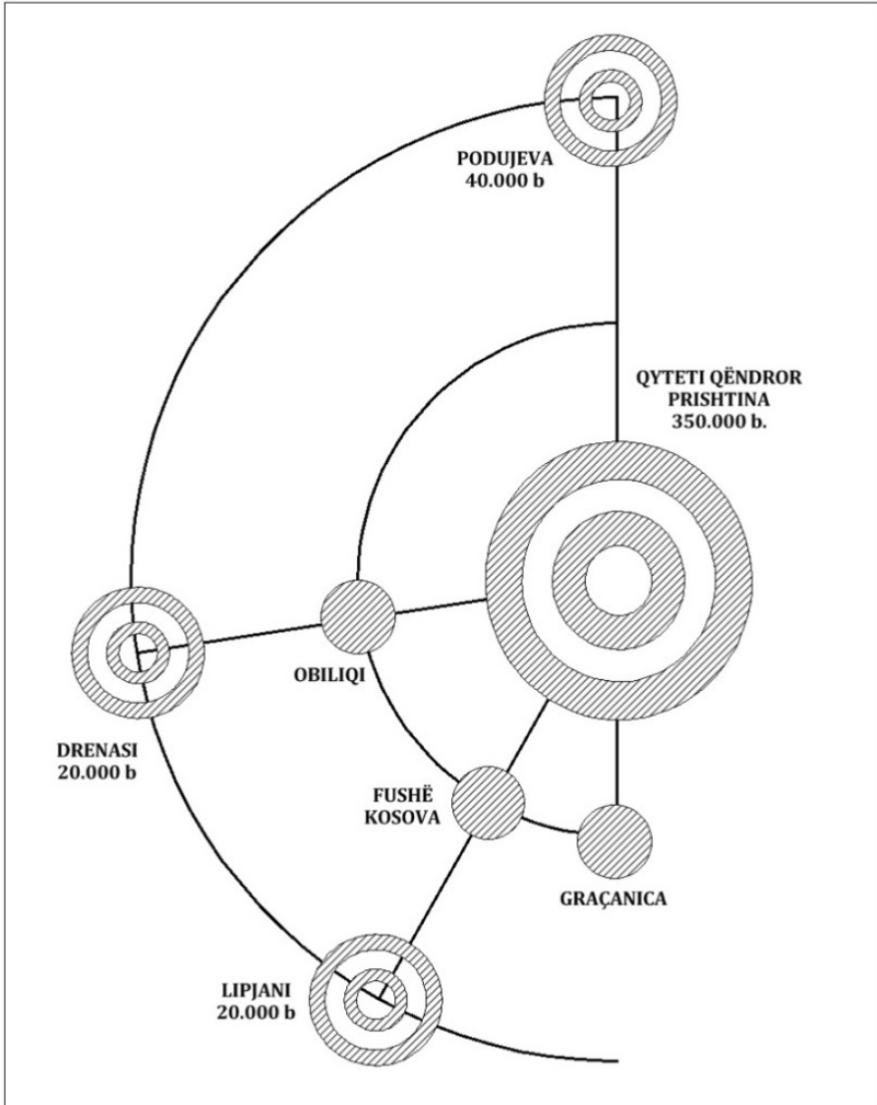 PODUJEVA
40.000 b
QYTETI QËNDROR
PRISHTINA
350.000 b.
OBILIQI
DRENASI
20.000 b
FUSHË
KOSOVA
GRAÇANICA
LIPJANI
20.000 b